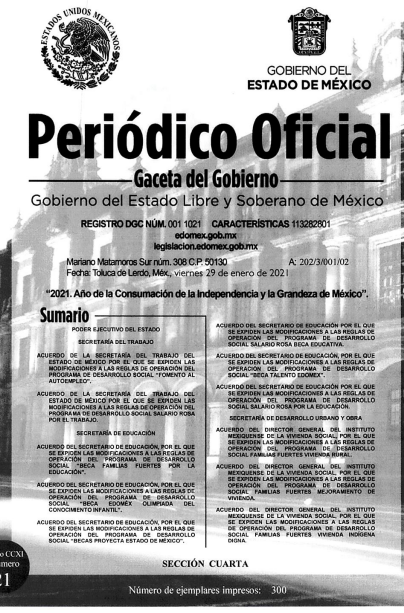 ESTADOS UNIDOS MEXICANOS
GOBIERNO DEL
ESTADO DE MÉXICO
Periódico Oficial
Gaceta del Gobierno
Gobierno del Estado Libre y Soberano de México
REGISTRO DGC NÚM. 001 1021 CARACTERÍSTICAS 113282801
edomex.gob.mx
legislacion.edomex.gob.mx
Mariano Matamoros Sur núm. 308 C.P. 50130 A: 202/3/001/02
Fecha: Toluca de Lerdo, Méx., viernes 29 de enero de 2021
“2021. Año de la Consumación de la Independencia y la Grandeza de México”.
Sumario
PODER EJECUTIVO DEL ESTADO
SECRETARÍA DEL TRABAJO
ACUERDO DE LA SECRETARÍA DEL TRABAJO DEL
ESTADO DE MÉXICO POR EL QUE, SE EXPIDEN LAS
MODIFICACIONES A LAS REGLAS DE OPERACIÓN DEL
PROGRAMA DE DESARROLLO SOCIAL “FOMENTO AL
AUTOEMPLEO”.
ACUERDO DE LA SECRETARÍA DEL TRABAJO DEL
ESTADO DE MÉXICO POR EL QUE SE EXPIDEN LAS
MODIFICACIONES A LAS REGLAS DE OPERACIÓN DEL
PROGRAMA DE DESARROLLO SOCIAL SALARIO ROSA
POR EL TRABAJO.
SECRETARÍA DE EDUCACIÓN
ACUERDO DEL SECRETARIO DE EDUCACIÓN, POR EL QUE
SE EXPIDEN LAS MODIFICACIONES A LAS REGLAS DE
OPERACIÓN DEL PROGRAMA DE DESARROLLO
SOCIAL “BECA FAMILIAS FUERTES POR LA
EDUCACIÓN”.
ACUERDO DEL SECRETARIO DE EDUCACIÓN, POR EL QUE
SE EXPIDEN LAS MODIFICACIONES A LAS REGLAS DE
OPERACIÓN DEL PROGRAMA DE DESARROLLO
SOCIAL “BECA EDOMÉX OLIMPIADA DEL
CONOCIMIENTO INFANTIL”.
ACUERDO DEL SECRETARIO DE EDUCACIÓN, POR EL QUE
SE EXPIDEN LAS MODIFICACIONES A LAS REGLAS DE
OPERACIÓN DEL PROGRAMA DE DESARROLLO
SOCIAL “BECAS PROYECTA ESTADO DE MÉXICO”.
ACUERDO DEL SECRETARIO DE EDUCACIÓN POR EL QUE
SE EXPIDEN LAS MODIFICACIONES A LAS REGLAS DE
OPERACIÓN DEL PROGRAMA DE DESARROLLO
SOCIAL SALARIO ROSA BECA EDUCATIVA.
ACUERDO DEL SECRETARIO DE EDUCACIÓN, POR EL QUE
SE EXPIDEN LAS MODIFICACIONES A LAS REGLAS DE
OPERACIÓN DEL PROGRAMA DE DESARROLLO
SOCIAL “BECA TALENTO EDOMEX”.
ACUERDO DEL SECRETARIO DE EDUCACIÓN POR EL QUE
SE EXPIDEN LAS MODIFICACIONES A LAS REGLAS DE
OPERACIÓN DEL PROGRAMA DE DESARROLLO
SOCIAL SALARIO ROSA POR LA EDUCACIÓN.
SECRETARÍA DE DESARROLLO URBANO Y OBRA
ACUERDO DEL DIRECTOR GENERAL DEL INSTITUTO
MEXIQUENSE DE LA VIVIENDA SOCIAL, POR EL QUE
SE EXPIDEN LAS MODIFICACIONES A LAS REGLAS DE
OPERACIÓN DEL PROGRAMA DE DESARROLLO
SOCIAL FAMILIAS FUERTES VIVIENDA RURAL.
ACUERDO DEL DIRECTOR GENERAL DEL INSTITUTO
MEXIQUENSE DE LA VIVIENDA SOCIAL, POR EL QUE
SE EXPIDEN LAS MODIFICACIONES A LAS REGLAS DE
OPERACIÓN DEL PROGRAMA DE DESARROLLO
SOCIAL FAMILIAS FUERTES MEJORAMIENTO DE
VIVIENDA.
ACUERDO DEL DIRECTOR GENERAL DEL INSTITUTO
MEXIQUENSE DE LA VIVIENDA SOCIAL, POR EL QUE
SE EXPIDEN LAS MODIFICACIONES A LAS REGLAS
DE OPERACIÓN DEL PROGRAMA DE DESARROLLO
SOCIAL FAMILIAS FUERTES VIVIENDA INDÍGENA
DIGNA.
o CCXI
mero
21
SECCIÓN CUARTA
Número de ejemplares impresos: 300